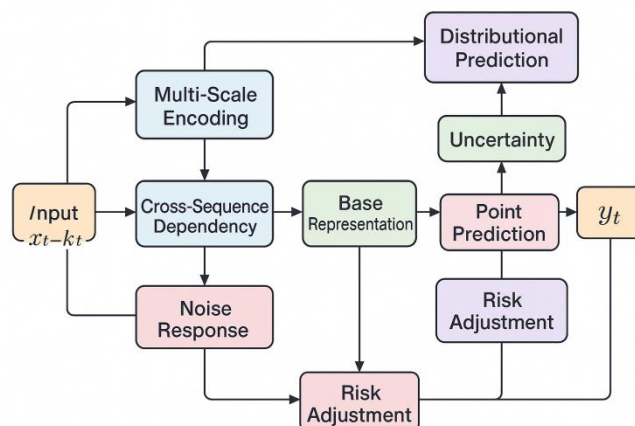 Distributional
Prediction
Multi-Scale
Encoding
Uncertainty
Input
x_{t-k_t}
Cross-Sequence
Dependency
Base
Representation
Point
Prediction
y_t
Noise
Response
Risk
Adjustment
Risk
Adjustment